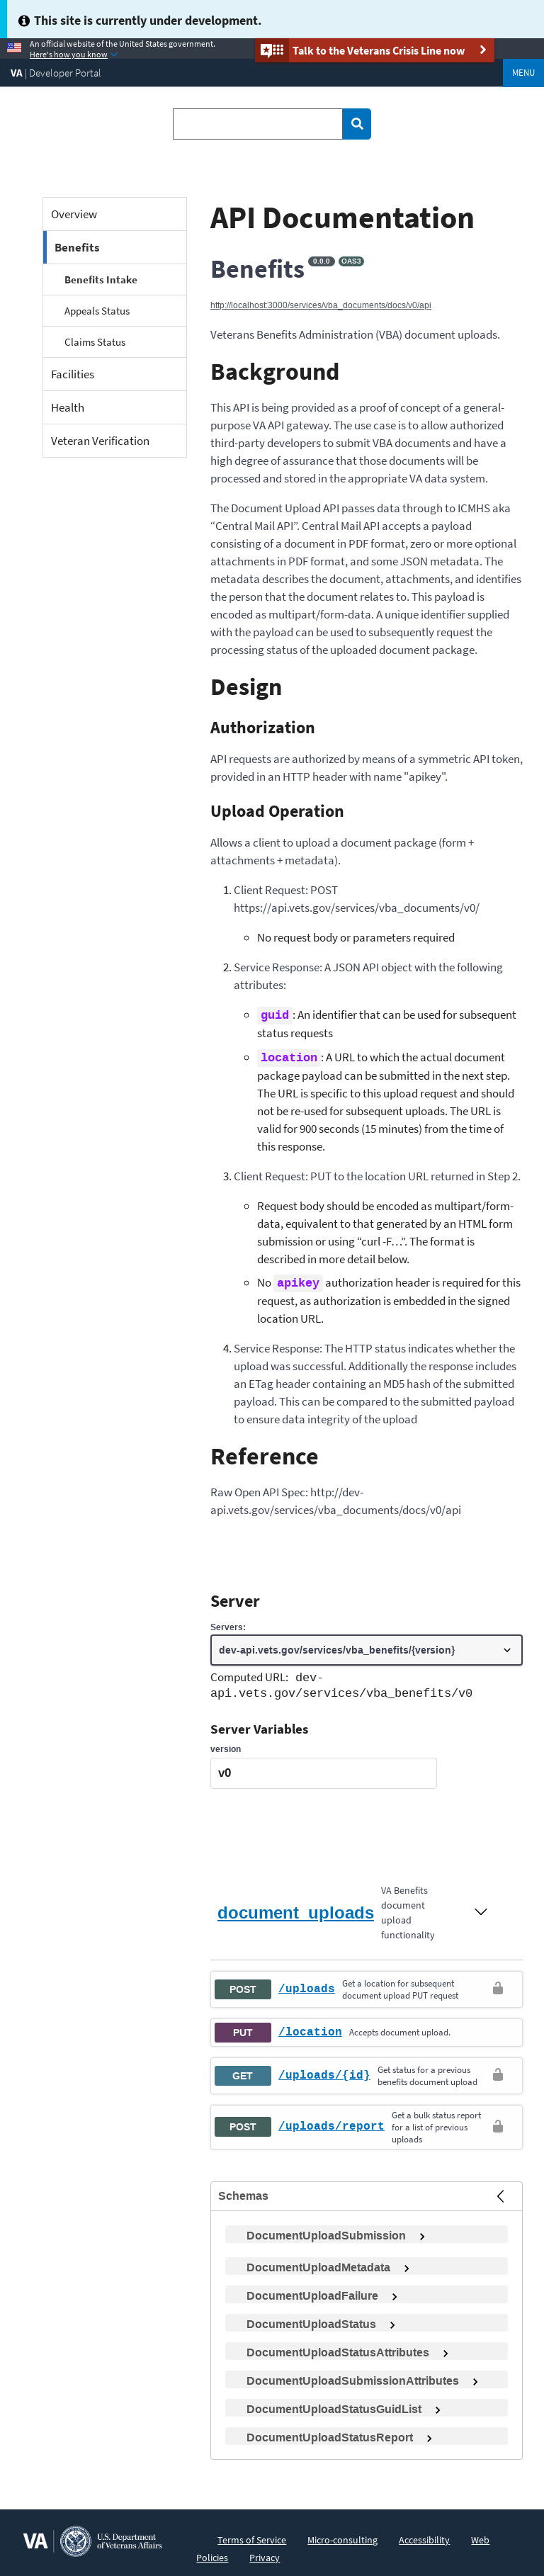 This site is currently under development.
An official website of the United States government.
Here's how you know
Talk to the Veterans Crisis Line now
VA | Developer Portal
MENU
Overview
Benefits
Benefits Intake
Appeals Status
Claims Status
Facilities
Health
Veteran Verification
API Documentation
Benefits 0.0.0 OAS3
http://localhost:3000/services/vba_documents/docs/v0/api
Veterans Benefits Administration (VBA) document uploads.
Background
This API is being provided as a proof of concept of a general-
purpose VA API gateway. The use case is to allow authorized
third-party developers to submit VBA documents and have a
high degree of assurance that those documents will be
processed and stored in the appropriate VA data system.
The Document Upload API passes data through to ICMHS aka
“Central Mail API”. Central Mail API accepts a payload
consisting of a document in PDF format, zero or more optional
attachments in PDF format, and some JSON metadata. The
metadata describes the document, attachments, and identifies
the person that the document relates to. This payload is
encoded as multipart/form-data. A unique identifier supplied
with the payload can be used to subsequently request the
processing status of the uploaded document package.
Design
Authorization
API requests are authorized by means of a symmetric API token,
provided in an HTTP header with name "apikey".
Upload Operation
Allows a client to upload a document package (form +
attachments + metadata).
1. Client Request: POST
https://api.vets.gov/services/vba_documents/v0/
No request body or parameters required
2. Service Response: A JSON API object with the following
attributes:
guid: An identifier that can be used for subsequent
status requests
location: A URL to which the actual document
package payload can be submitted in the next step.
The URL is specific to this upload request and should
not be re-used for subsequent uploads. The URL is
valid for 900 seconds (15 minutes) from the time of
this response.
3. Client Request: PUT to the location URL returned in Step 2.
Request body should be encoded as multipart/form-
data, equivalent to that generated by an HTML form
submission or using “curl -F…”. The format is
described in more detail below.
No apikey authorization header is required for this
request, as authorization is embedded in the signed
location URL.
4. Service Response: The HTTP status indicates whether the
upload was successful. Additionally the response includes
an ETag header containing an MD5 hash of the submitted
payload. This can be compared to the submitted payload
to ensure data integrity of the upload
Reference
Raw Open API Spec: http://dev-
api.vets.gov/services/vba_documents/docs/v0/api
Server
Servers:
dev-api.vets.gov/services/vba_benefits/{version}
Computed URL: dev-
api.vets.gov/services/vba_benefits/v0
Server Variables
version
v0
document_uploads
VA Benefits
document
upload
functionality
POST /uploads
Get a location for subsequent
document upload PUT request
PUT /location Accepts document upload.
GET /uploads/{id}
Get status for a previous
benefits document upload
POST /uploads/report
Get a bulk status report
for a list of previous
uploads
Schemas
DocumentUploadSubmission
DocumentUploadMetadata
DocumentUploadFailure
DocumentUploadStatus
DocumentUploadStatusAttributes
DocumentUploadSubmissionAttributes
DocumentUploadStatusGuidList
DocumentUploadStatusReport
VA
U.S. Department
of Veterans Affairs
Terms of Service Micro-consulting Accessibility Web
Policies Privacy